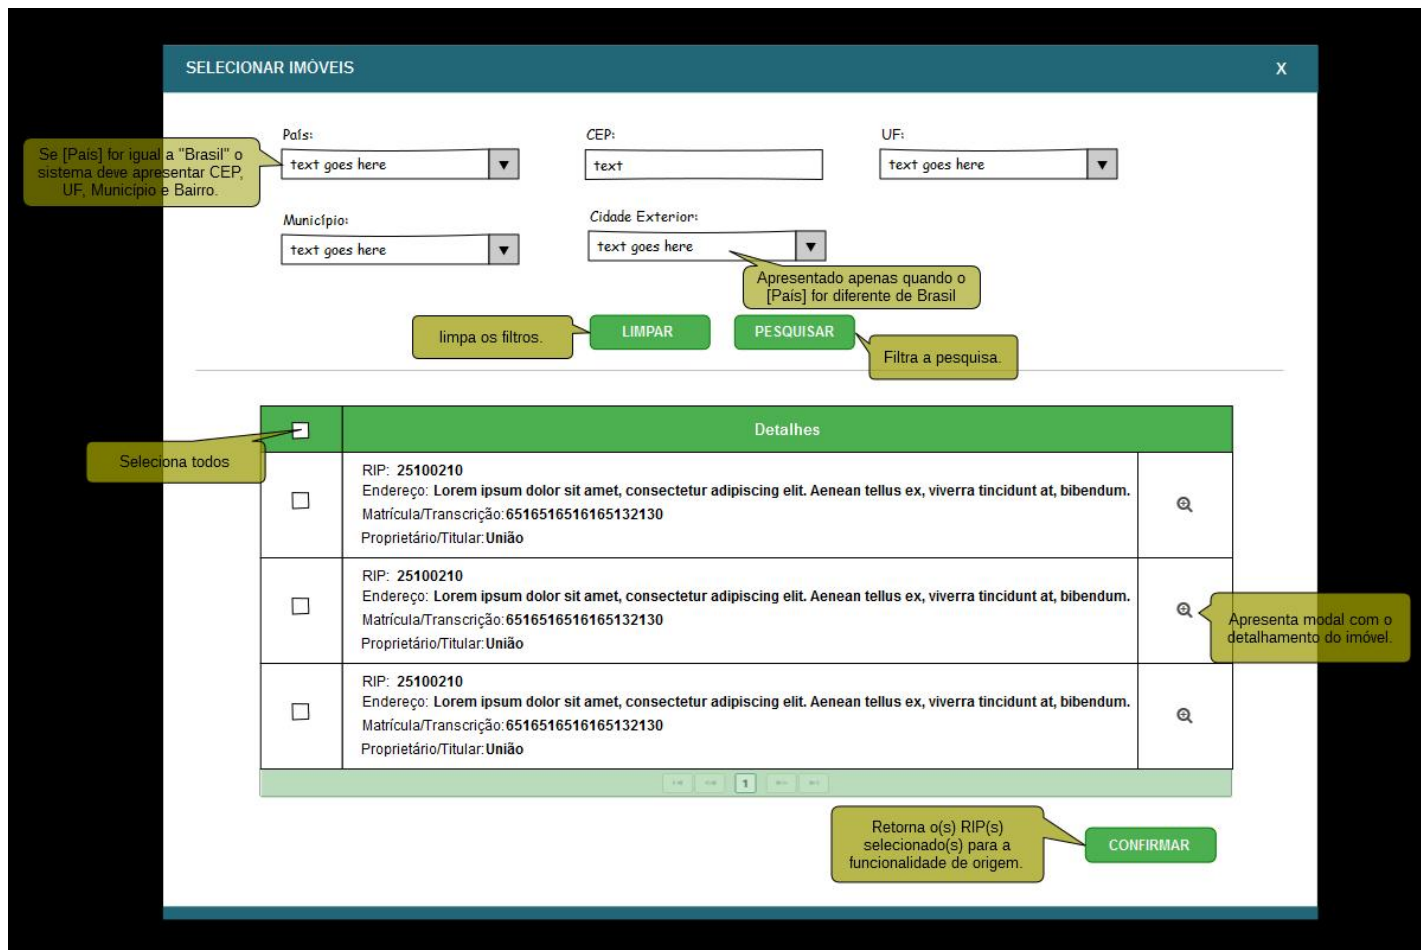 SELECIONAR IMÓVEIS X
País: CEP: UF:
Se [País] for igual a "Brasil" o
sistema deve apresentar CEP,
UF, Município e Bairro.
text goes here text text goes here
Município: Cidade Exterior:
text goes here text goes here
Apresentado apenas quando o
[País] for diferente de Brasil
limpa os filtros. LIMPAR PESQUISAR
Filtra a pesquisa.
Detalhes
Seleciona todos
RIP: 25100210
Endereço: Lorem ipsum dolor sit amet, consectetur adipiscing elit. Aenean tellus ex, viverra tincidunt at, bibendum.
Matrícula/Transcrição:6516516516165132130
Proprietário/Titular:União
RIP: 25100210
Endereço: Lorem ipsum dolor sit amet, consectetur adipiscing elit. Aenean tellus ex, viverra tincidunt at, bibendum.
Matrícula/Transcrição:6516516516165132130
Proprietário/Titular:União
Apresenta modal com o
detalhamento do imóvel.
RIP: 25100210
Endereço: Lorem ipsum dolor sit amet, consectetur adipiscing elit. Aenean tellus ex, viverra tincidunt at, bibendum.
Matrícula/Transcrição:6516516516165132130
Proprietário/Titular:União
1
Retorna o(s) RIP(s)
selecionado(s) para a
funcionalidade de origem.
CONFIRMAR